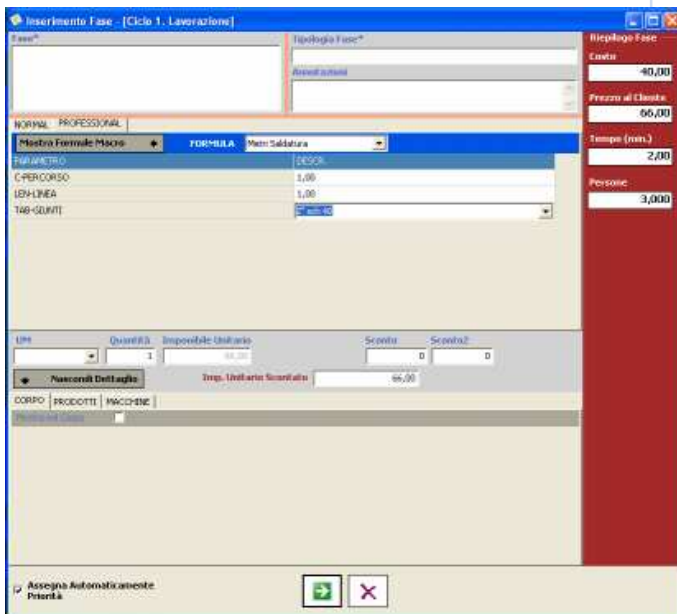 Inserimento Fase - [Ciclo 1. Lavorazione]
Fase*
Tipologia Fase*
Annotazioni
Riepilogo Fase
Costo
40,00
Prezzo al Cliente
66,00
Tempo (min.)
2,00
Persone
3,000
NORMAL PROFESSIONAL
Mostra Formule Macro FORMULA Metri Saldatura
PARAMETRO DESCR.
C-PERCORSO 1,00
LEN-LINEA 1,00
TAB-GIUNTI
UM Quantità Imponibile Unitario Sconto Sconto2
1 66,00 0 0
Nascondi Dettaglio Imp. Unitario Scontato 66,00
CORPO PRODOTTI MACCHINE
Assegna Automaticamente
Priorità